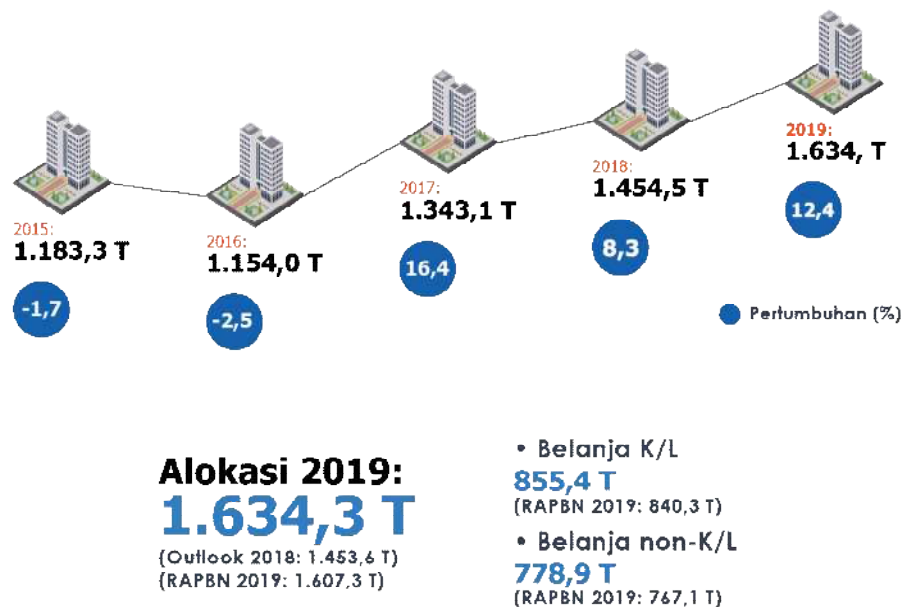 2015:
1.183,3 T
-1,7
2016:
1.154,0 T
-2,5
2017:
1.343,1 T
16,4
2018:
1.454,5 T
8,3
2019:
1.634, T
12,4
Pertumbuhan (%)
Alokasi 2019:
1.634,3 T
(Outlook 2018: 1.453,6 T)
(RAPBN 2019: 1.607,3 T)
• Belanja K/L
855,4 T
(RAPBN 2019: 840,3 T)
• Belanja non-K/L
778,9 T
(RAPBN 2019: 767,1 T)